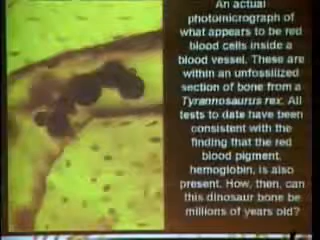 An actual
photomicrograph of
what appears to be red
blood cells inside a
blood vessel. These are
within an unfossilized
section of bone from a
Tyrannosaurus rex. All
tests to date have been
consistent with the
finding that the red
blood pigment,
hemoglobin, is also
present. How, then, can
this dinosaur bone be
millions of years old?